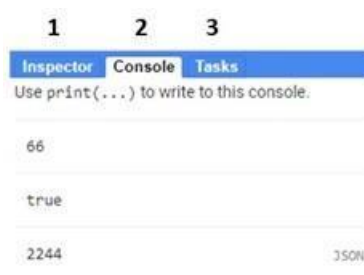 1 2 3
Inspector Console Tasks
Use print(...) to write to this console.
66
true
2244 JSON